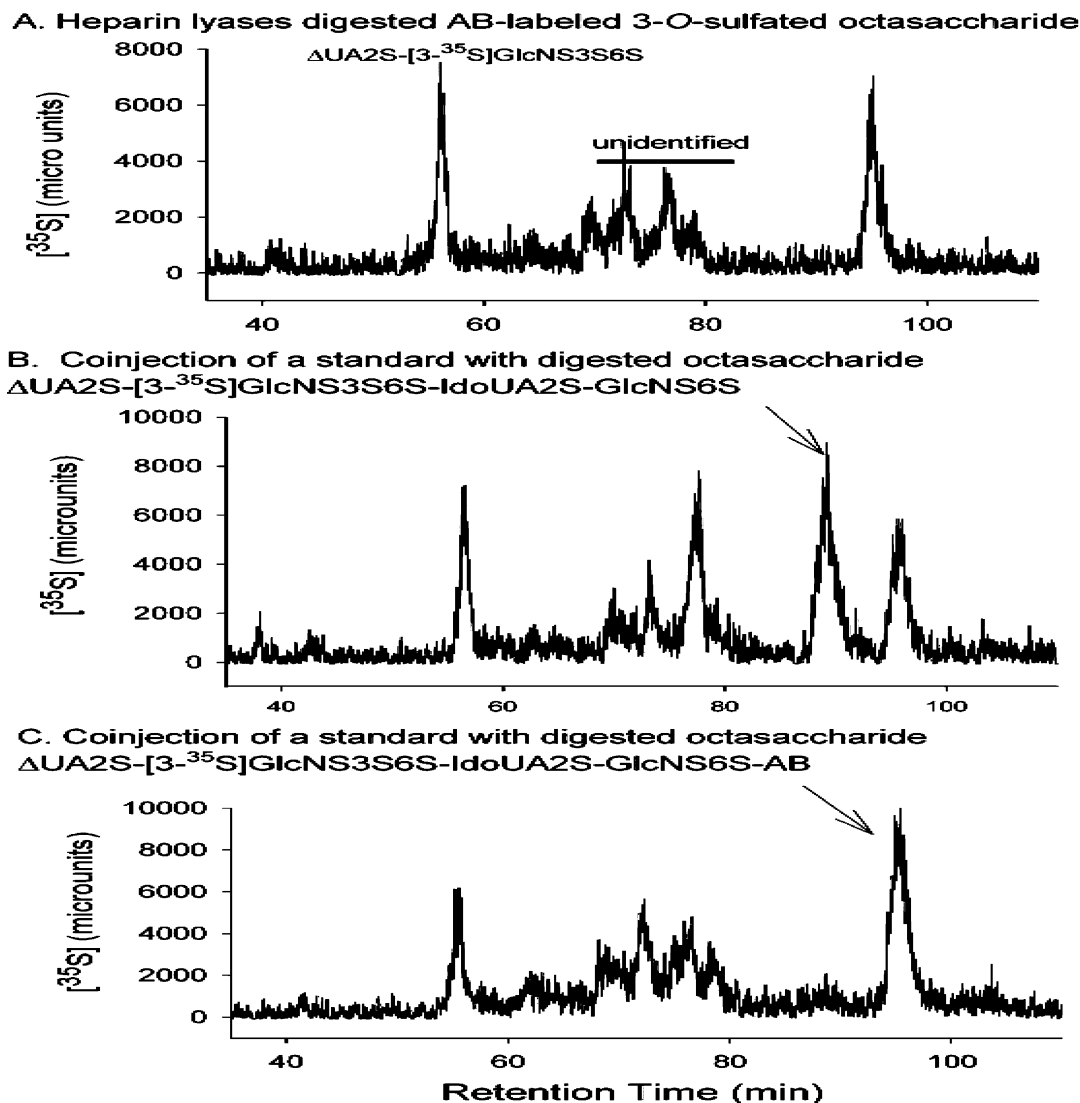 A. Heparin lyases digested AB-labeled 3-O-sulfated octasaccharide
ΔUA2S-[3-³⁵S]GlcNS3S6S
unidentified
[³⁵S] (micro units)
8000
6000
4000
2000
0
40 60 80 100
B. Coinjection of a standard with digested octasaccharide
ΔUA2S-[3-³⁵S]GlcNS3S6S-IdoUA2S-GlcNS6S
[³⁵S] (microunits)
10000
8000
6000
4000
2000
0
40 60 80 100
C. Coinjection of a standard with digested octasaccharide
ΔUA2S-[3-³⁵S]GlcNS3S6S-IdoUA2S-GlcNS6S-AB
[³⁵S] (microunits)
10000
8000
6000
4000
2000
0
40 60 80 100
Retention Time (min)